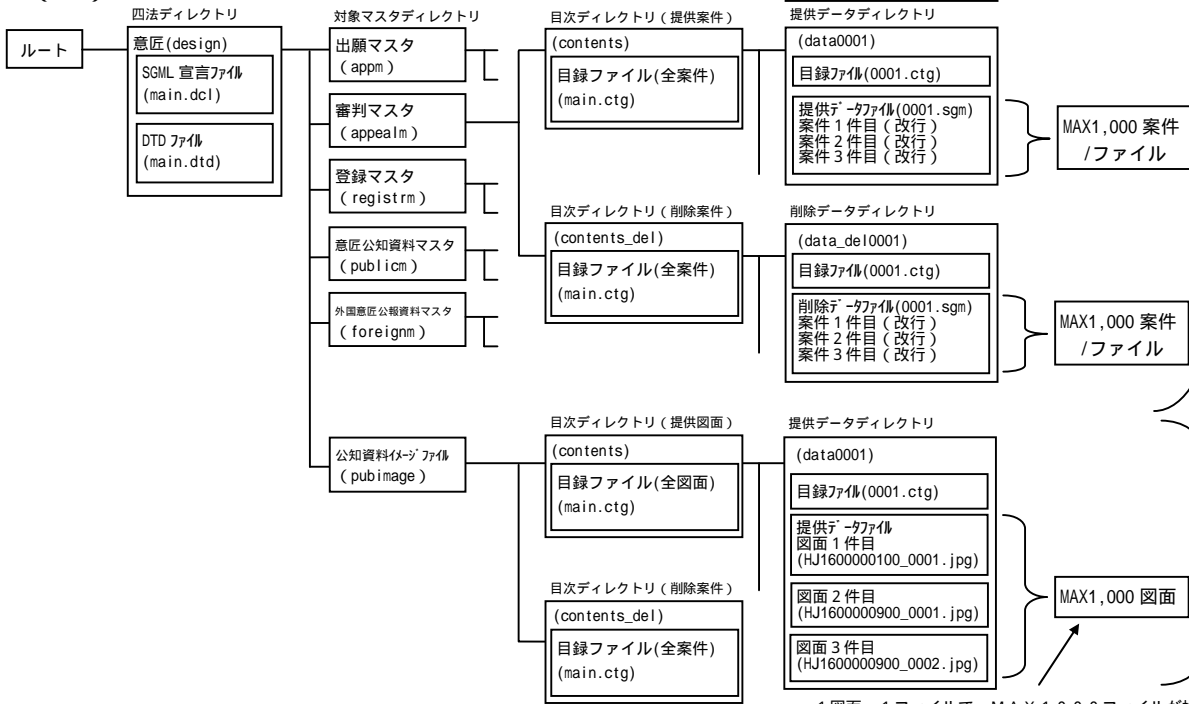 四法ディレクトリ
対象マスタディレクトリ
目次ディレクトリ(提供案件)
提供データディレクトリ
ルート
意匠(design)
SGML 宣言ファイル
(main.dcl)
DTD ファイル
(main.dtd)
出願マスタ
(appm)
審判マスタ
(appealm)
登録マスタ
(registrm)
意匠公知資料マスタ
(publicm)
外国意匠公報資料マスタ
(foreignm)
公知資料イメージファイル
(pubimage)
(contents)
目録ファイル(全案件)
(main.ctg)
(data0001)
目録ファイル(0001.ctg)
提供データファイル(0001.sgm)
案件1件目(改行)
案件2件目(改行)
案件3件目(改行)
MAX1,000 案件
/ファイル
目次ディレクトリ(削除案件)
(contents_del)
目録ファイル(全案件)
(main.ctg)
削除データディレクトリ
(data_del0001)
目録ファイル(0001.ctg)
削除データファイル(0001.sgm)
案件1件目(改行)
案件2件目(改行)
案件3件目(改行)
MAX1,000 案件
/ファイル
目次ディレクトリ(提供図面)
(contents)
目録ファイル(全図面)
(main.ctg)
提供データディレクトリ
(data0001)
目録ファイル(0001.ctg)
提供データファイル
図面1件目
(HJ1600000100_0001.jpg)
図面2件目
(HJ1600000900_0001.jpg)
図面3件目
(HJ1600000900_0002.jpg)
MAX1,000 図面
目次ディレクトリ(削除案件)
(contents_del)
目録ファイル(全案件)
(main.ctg)